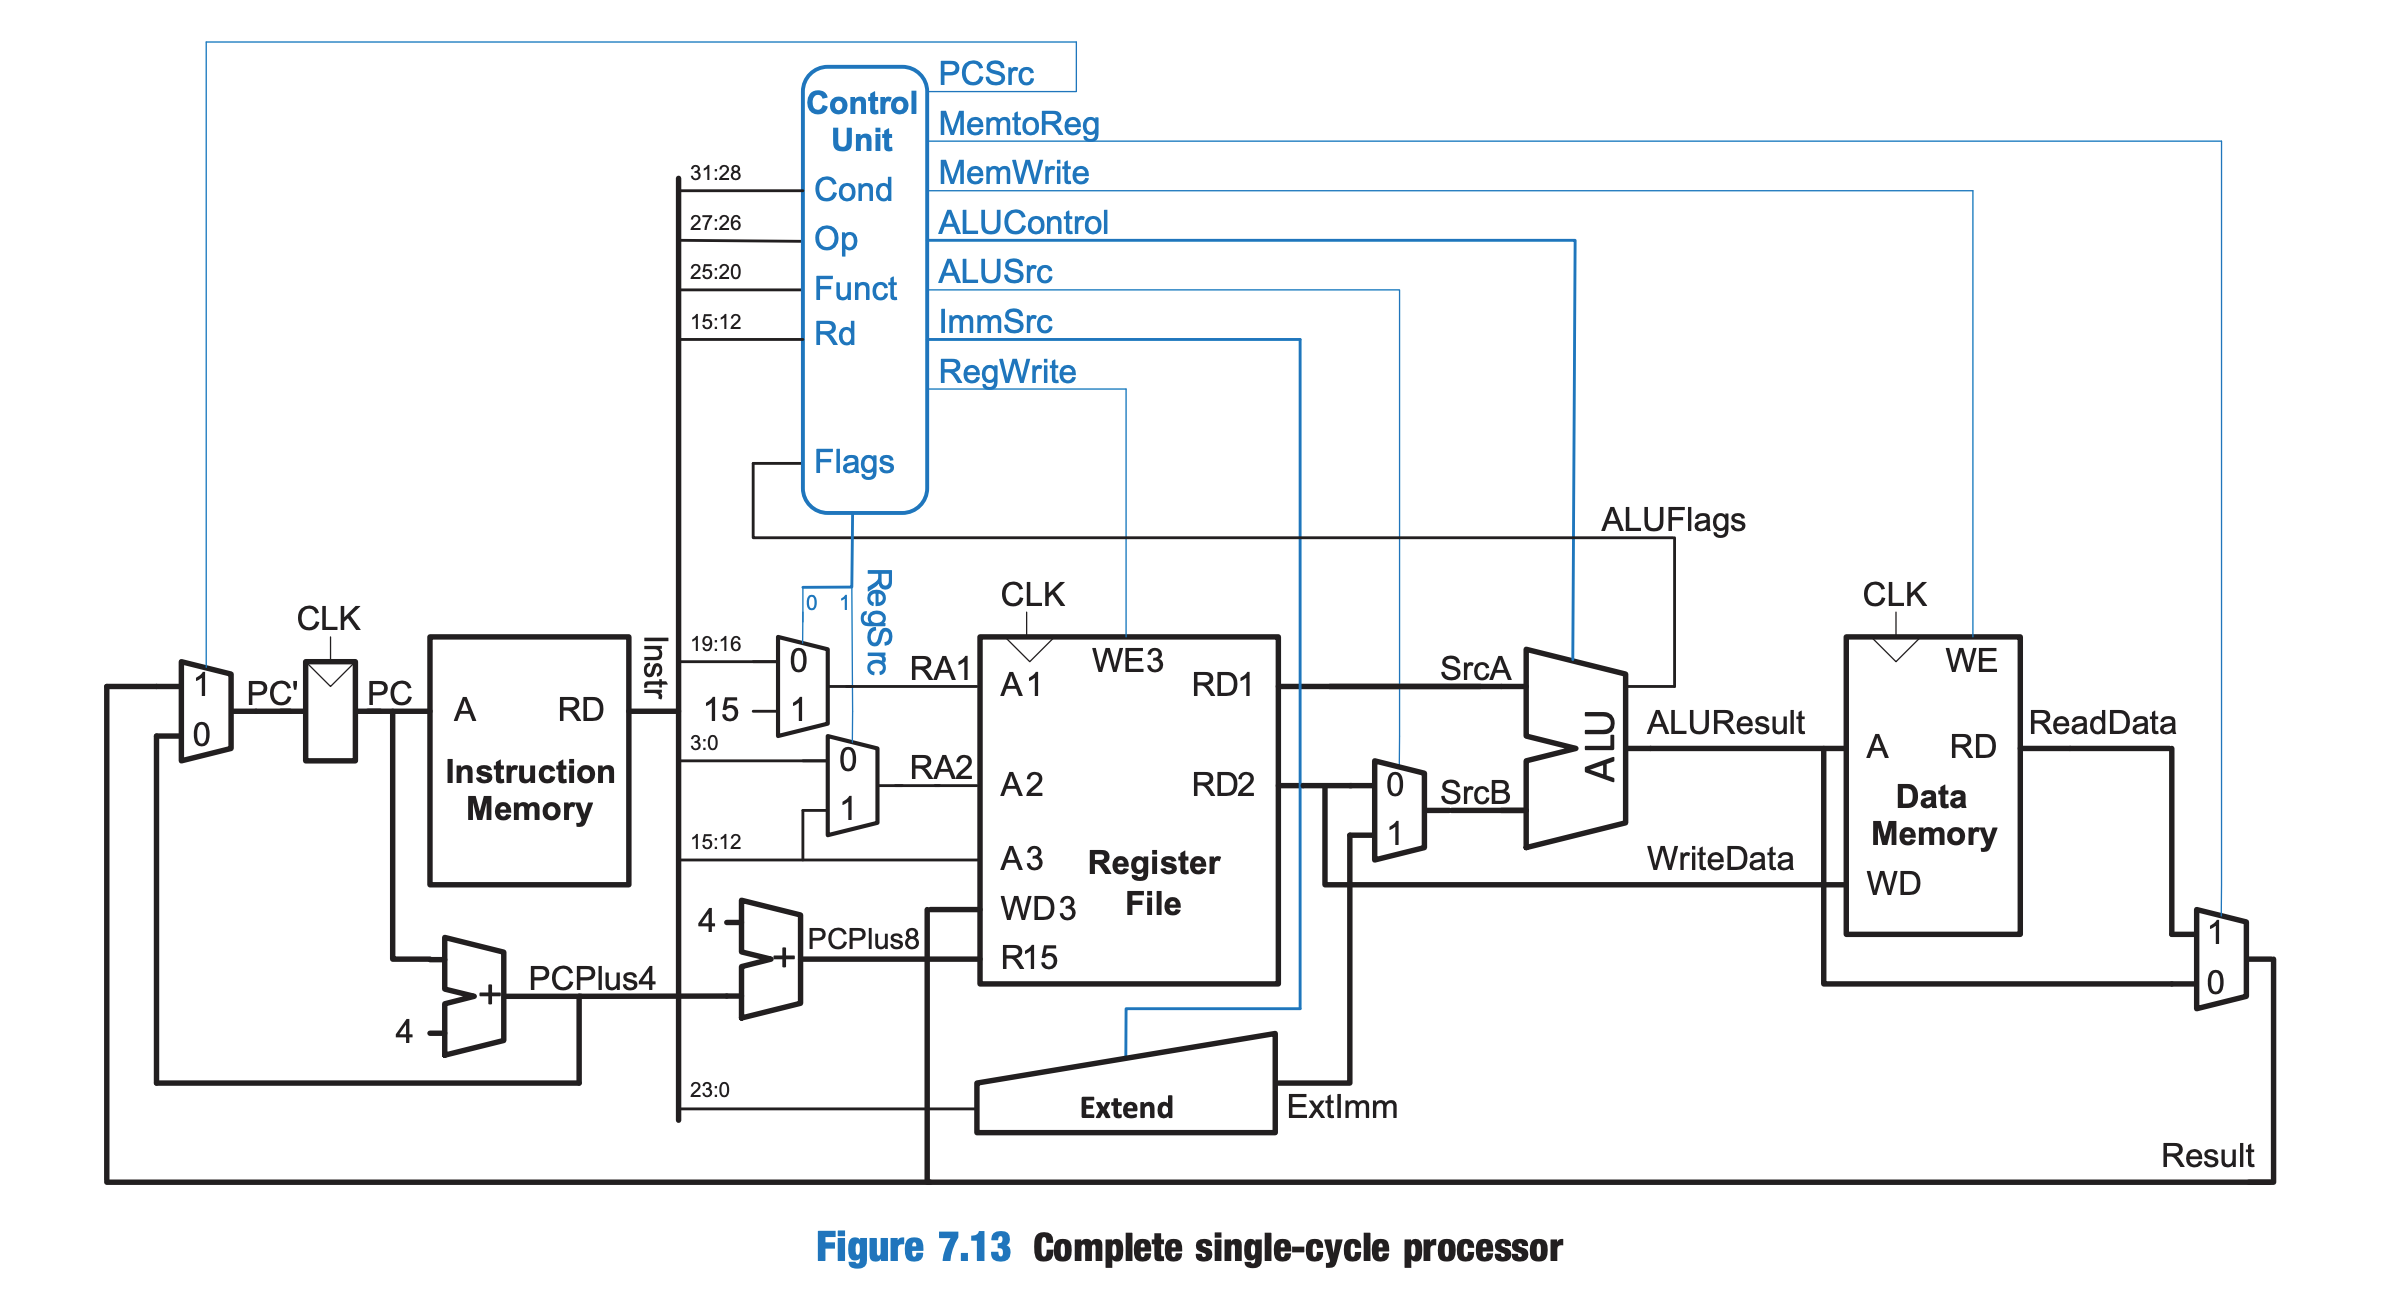 PCSrc
Control
Unit
MemtoReg
MemWrite
31:28
Cond
ALUControl
27:26
Op
ALUSrc
25:20
Funct
ImmSrc
15:12
Rd
RegWrite
Flags
ALUFlags
0 1
RegSrc
CLK
CLK
CLK
Instr
19:16
0
RA1
A1
WE3
RD1
SrcA
WE
1
PC'
PC
A
RD
15
1
ALU
ALUResult
ReadData
0
3:0
0
RA2
A2
RD2
0
SrcB
A
RD
Instruction
Memory
1
1
Data
Memory
15:12
A3
Register
File
WriteData
WD
4
WD3
PCPlus8
+
R15
1
0
PCPlus4
+
4
23:0
Extend
ExtImm
Result
Figure 7.13 Complete single-cycle processor